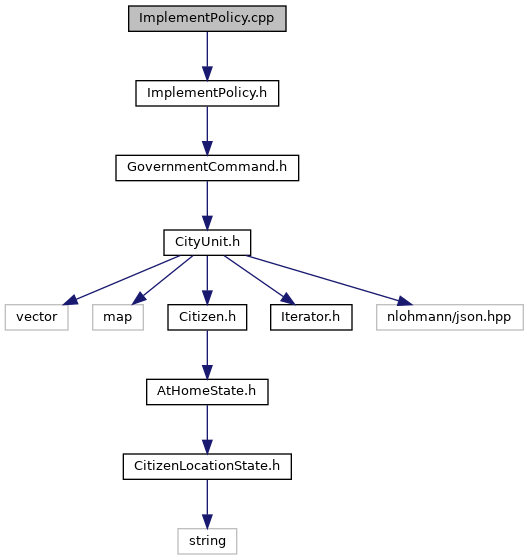 ImplementPolicy.cpp
ImplementPolicy.h
GovernmentCommand.h
CityUnit.h
vector
map
Citizen.h
Iterator.h
nlohmann/json.hpp
AtHomeState.h
CitizenLocationState.h
string